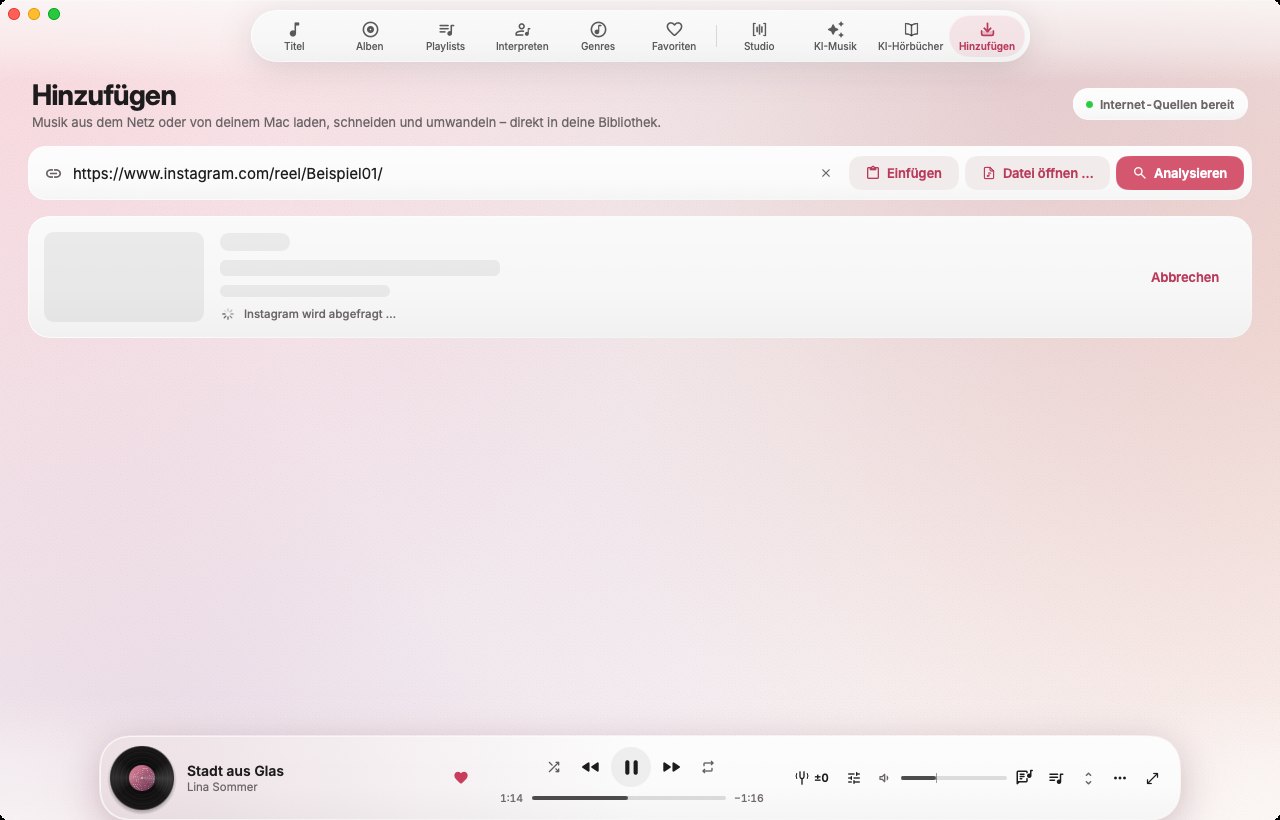 Titel
Alben
Playlists
Interpreten
Genres
Favoriten
Studio
KI-Musik
KI-Hörbücher
Hinzufügen
Hinzufügen
Musik aus dem Netz oder von deinem Mac laden, schneiden und umwandeln – direkt in deine Bibliothek.
Internet-Quellen bereit
https://www.instagram.com/reel/Beispiel01/
Einfügen
Datei öffnen ...
Analysieren
Instagram wird abgefragt ...
Abbrechen
Stadt aus Glas
Lina Sommer
1:14
−1:16
±0